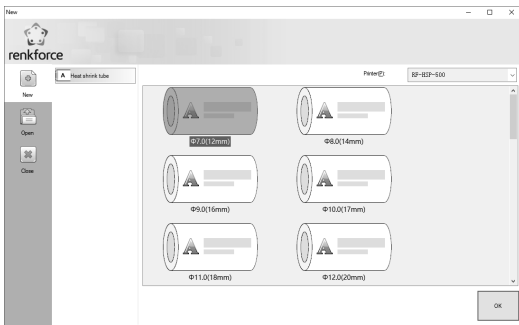 New
renkforce
A Heat shrink tube
Printer(P): RF-HSP-500
New
Open
Close
A A
Φ7.0(12mm) Φ8.0(14mm)
A A
Φ9.0(16mm) Φ10.0(17mm)
A A
Φ11.0(18mm) Φ12.0(20mm)
OK